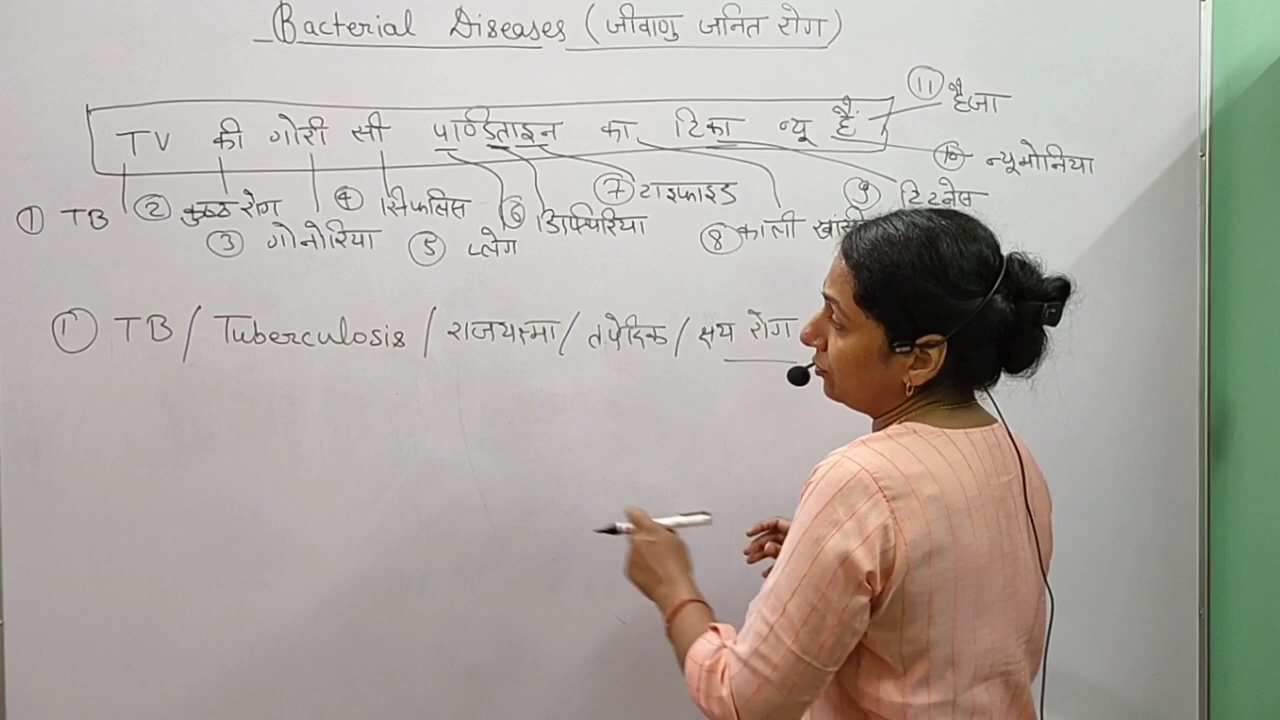 Bacterial Diseases (जीवाणु जनित रोग)
TV की गोरी सी पाण्डिताइन का टिका न्यू हैं
⑪ हैजा
⑩ न्यूमोनिया
① TB ② कुष्ठ रोग ④ सिफलिस ⑥ डिफ्थिरिया ⑦ टाइफाइड ⑨ टिटनेस
③ गोनोरिया ⑤ प्लेग ⑧ काली खांसी
① TB / Tuberculosis / राजयक्ष्मा / तपेदिक / क्षय रोग